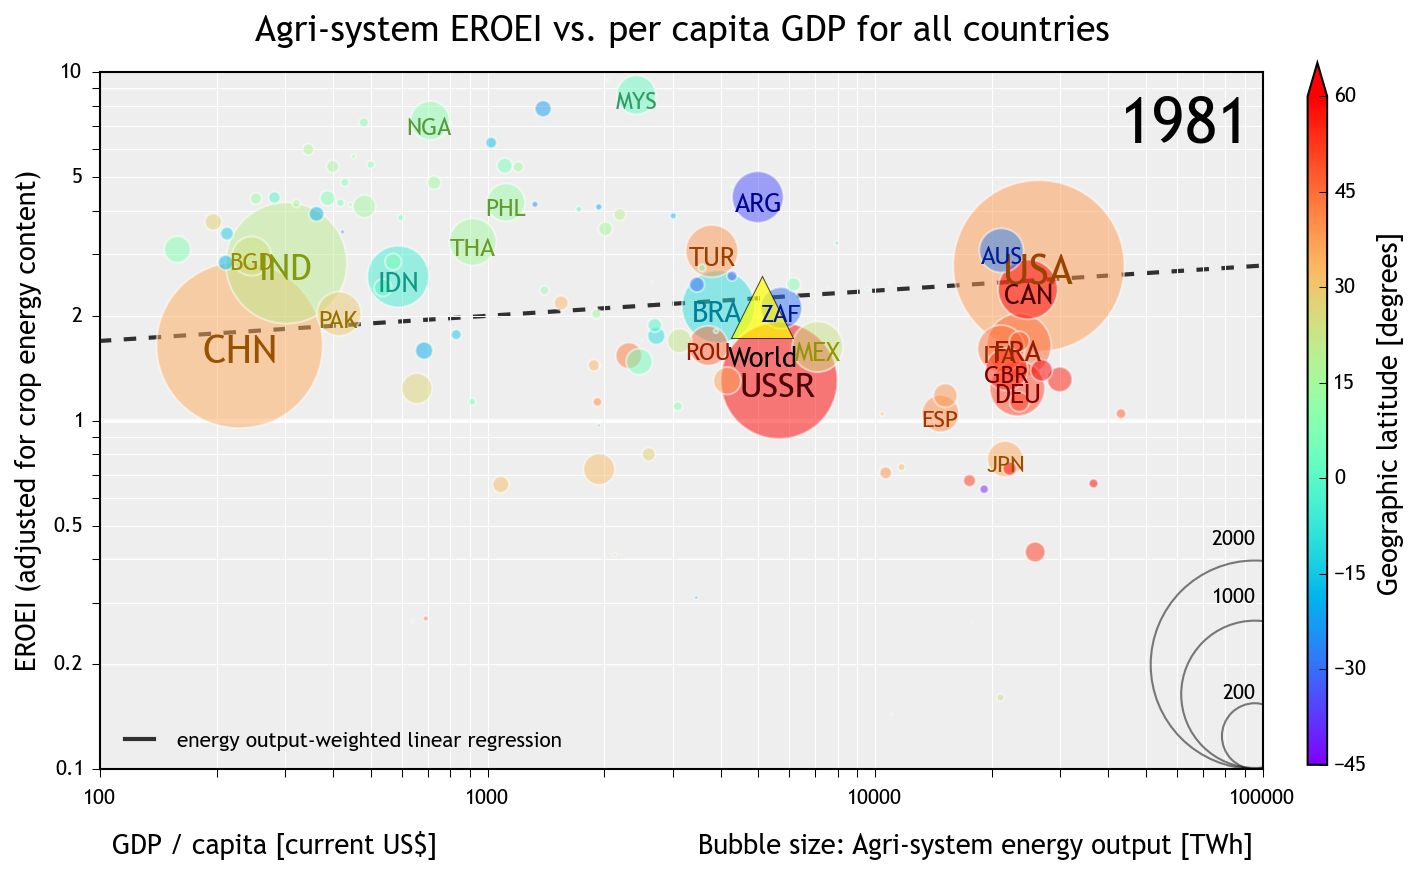 Agri-system EROEI vs. per capita GDP for all countries
1981
EROEI (adjusted for crop energy content)
10
5
2
1
0.5
0.2
0.1
MYS
NGA
PHL
ARG
THA
TUR
AUS
BGD
IND
USA
IDN
CAN
PAK
BRA
ZAF
CHN
ROU
World
MEX
ITA
FRA
USSR
GBR
DEU
ESP
JPN
2000
1000
200
energy output-weighted linear regression
100
1000
10000
100000
GDP / capita [current US$]
Bubble size: Agri-system energy output [TWh]
60
45
30
15
0
−15
−30
−45
Geographic latitude [degrees]